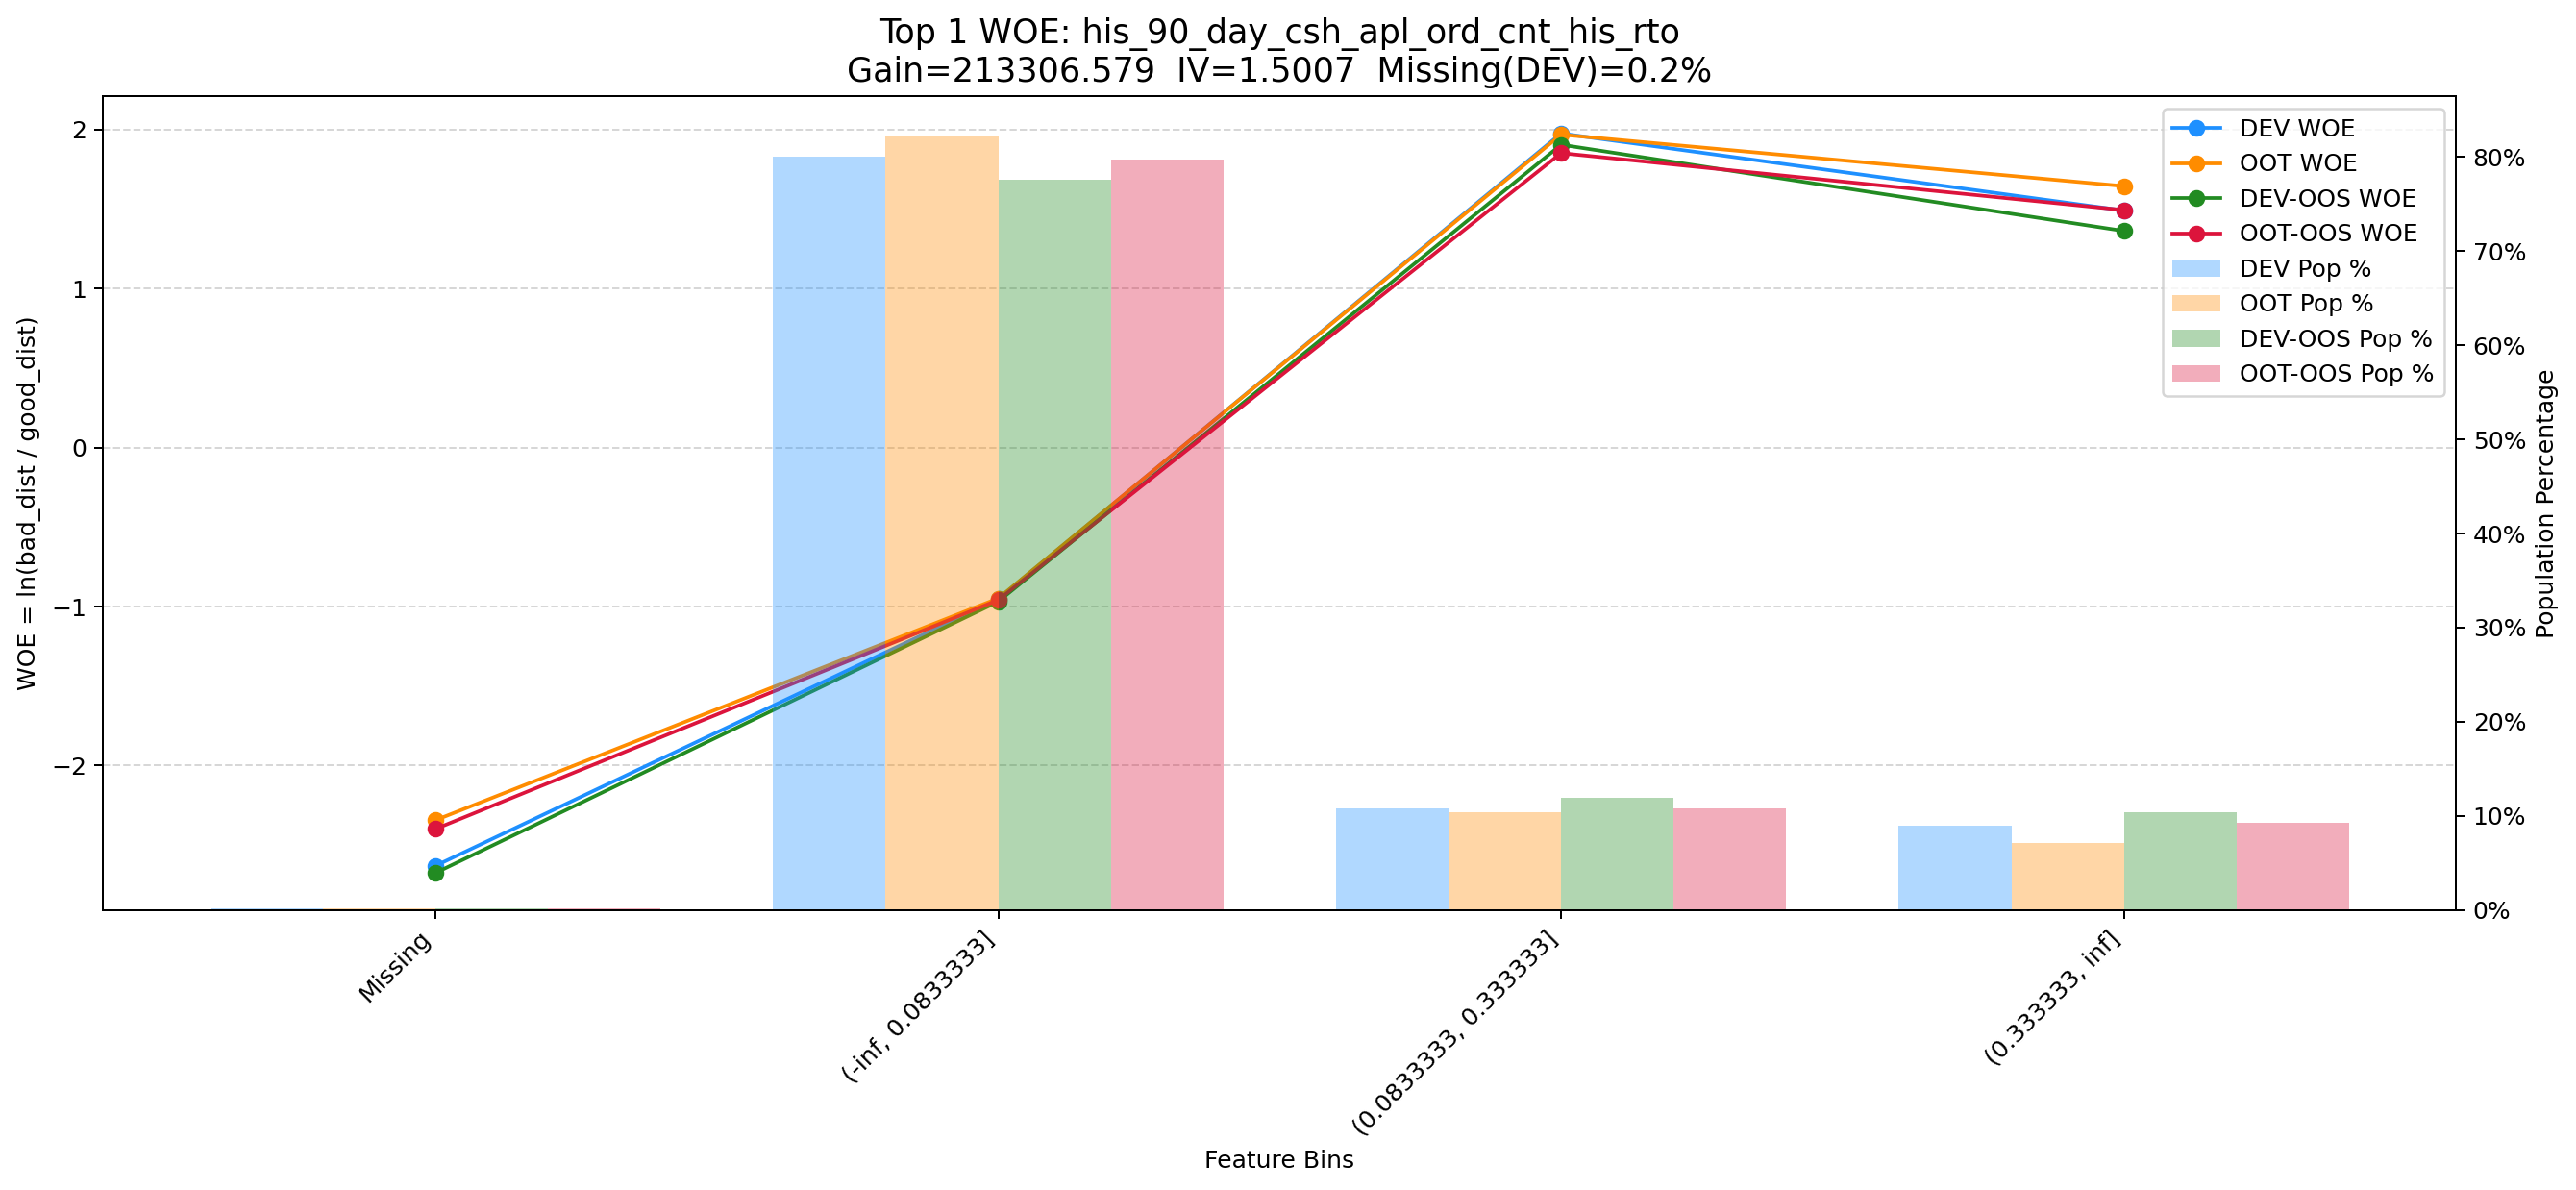 Top 1 WOE: his_90_day_csh_apl_ord_cnt_his_rto
Gain=213306.579  IV=1.5007  Missing(DEV)=0.2%
WOE = ln(bad_dist / good_dist)
2
1
0
−1
−2
DEV WOE
OOT WOE
DEV-OOS WOE
OOT-OOS WOE
DEV Pop %
OOT Pop %
DEV-OOS Pop %
OOT-OOS Pop %
80%
70%
60%
50%
40%
30%
20%
10%
0%
Population Percentage
Missing
(-inf, 0.0833333]
(0.0833333, 0.333333]
(0.333333, inf]
Feature Bins